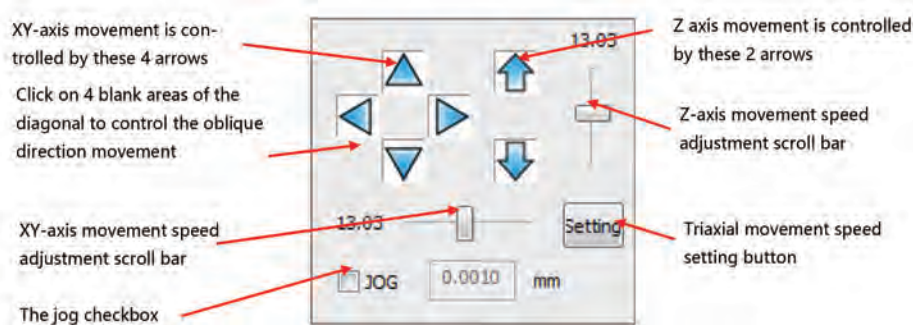 XY-axis movement is con-
trolled by these 4 arrows
Click on 4 blank areas of the
diagonal to control the oblique
direction movement
XY-axis movement speed
adjustment scroll bar
The jog checkbox
13.03
13.03
Setting
JOG 0.0010 mm
Z axis movement is controlled
by these 2 arrows
Z-axis movement speed
adjustment scroll bar
Triaxial movement speed
setting button